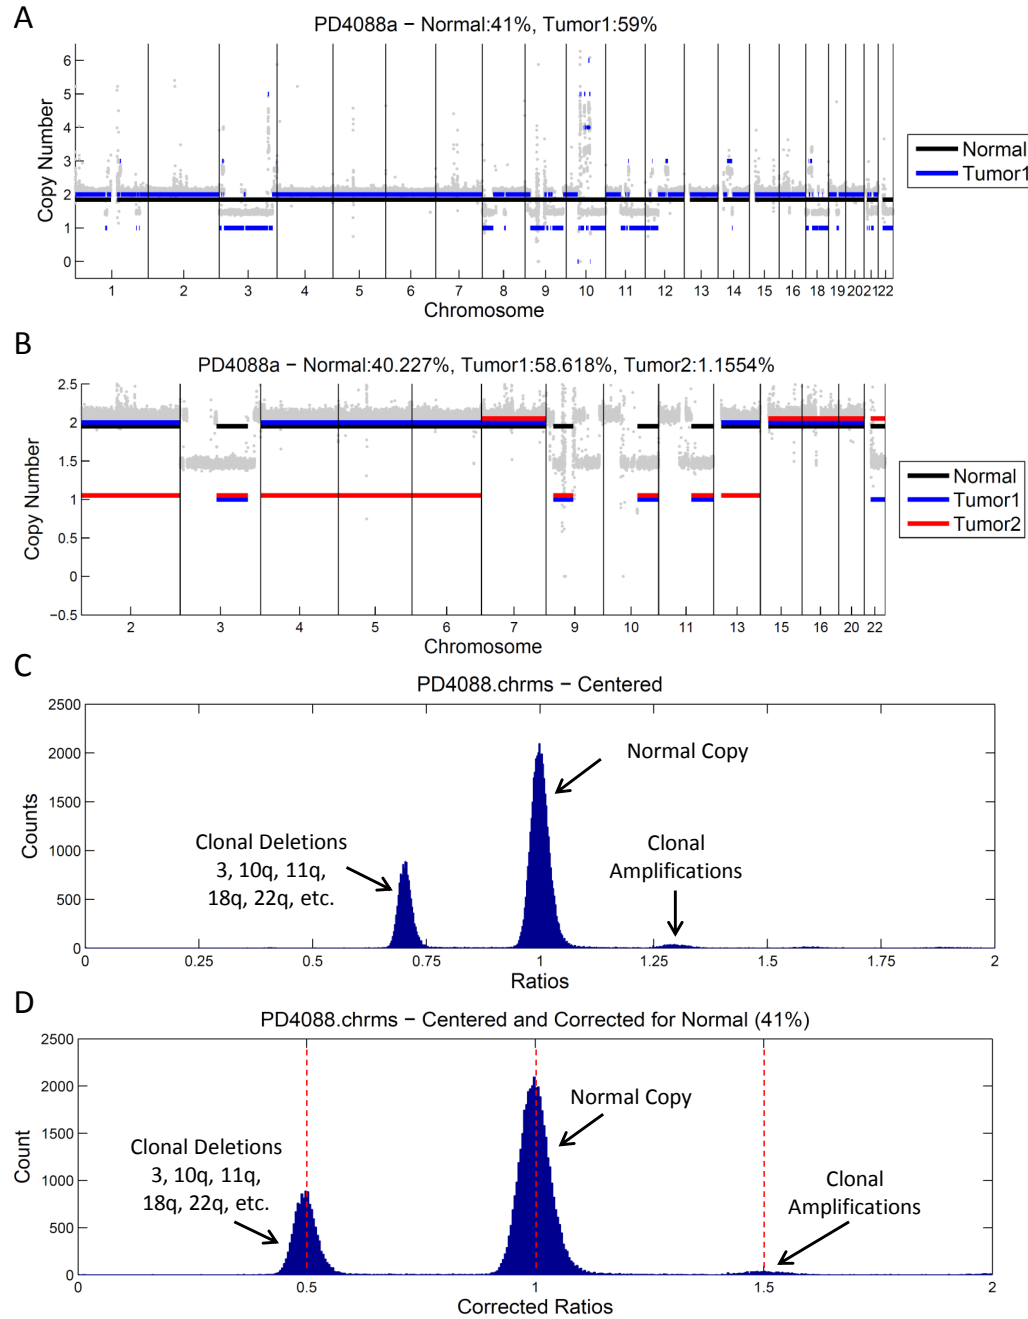 A
PD4088a − Normal:41%, Tumor1:59%
Copy Number
6
5
4
3
2
1
0
1 2 3 4 5 6 7 8 9 10 11 12 13 14 15 16 18 19 20 21 22
Chromosome
Normal
Tumor1
B
PD4088a − Normal:40.227%, Tumor1:58.618%, Tumor2:1.1554%
Copy Number
2.5
2
1.5
1
0.5
0
−0.5
2 3 4 5 6 7 9 10 11 13 15 16 20 22
Chromosome
Normal
Tumor1
Tumor2
C
PD4088.chrms − Centered
Counts
2500
2000
1500
1000
500
0
Normal Copy
Clonal Deletions
3, 10q, 11q,
18q, 22q, etc.
Clonal
Amplifications
0 0.25 0.5 0.75 1 1.25 1.5 1.75 2
Ratios
D
PD4088.chrms − Centered and Corrected for Normal (41%)
Count
2500
2000
1500
1000
500
0
Normal Copy
Clonal Deletions
3, 10q, 11q,
18q, 22q, etc.
Clonal
Amplifications
0 0.5 1 1.5 2
Corrected Ratios